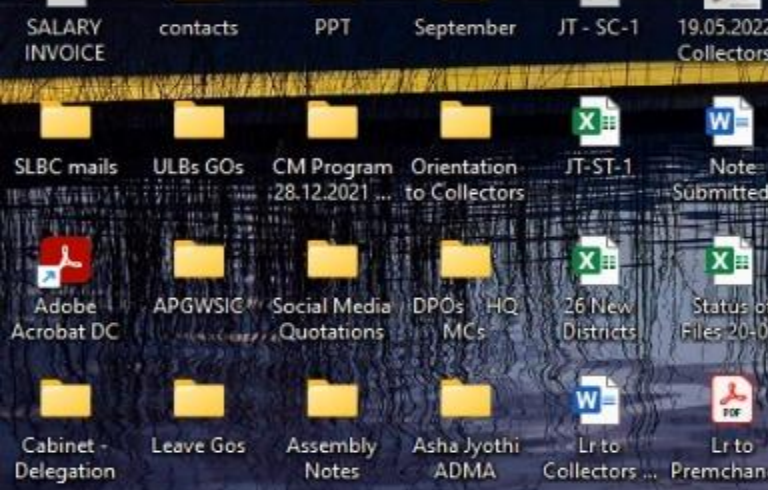 SALARY
INVOICE
contacts
PPT
September
JT - SC-1
19.05.2022
Collectors
SLBC mails
ULBs GOs
CM Program
28.12.2021 ...
Orientation
to Collectors
JT-ST-1
Note
Submitted
Adobe
Acrobat DC
APGWSIC
Social Media
Quotations
DPOs HQ
MCs
26 New
Districts
Status of
Files 20-0
Cabinet -
Delegation
Leave Gos
Assembly
Notes
Asha Jyothi
ADMA
Lr to
Collectors ...
PDF
Lr to
Premchan